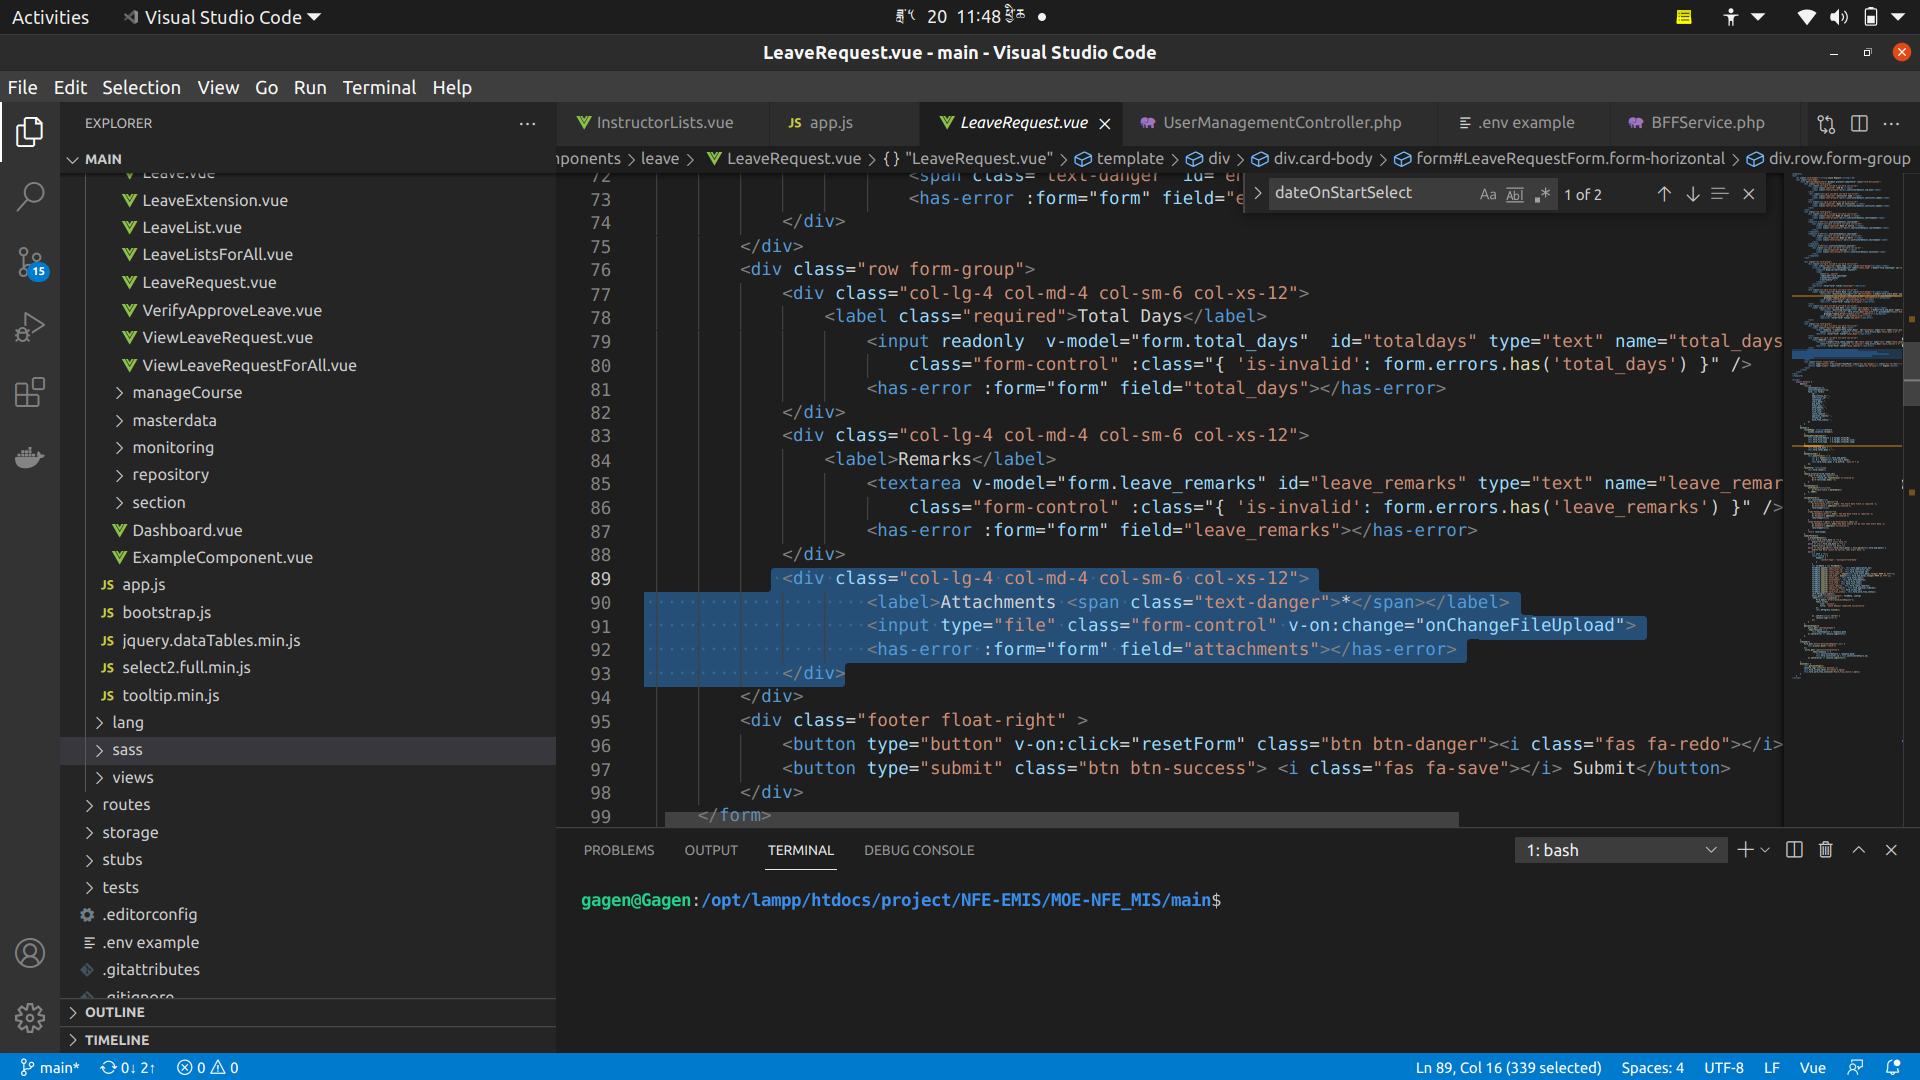 Activities
Visual Studio Code
20 11:48
LeaveRequest.vue - main - Visual Studio Code
File Edit Selection View Go Run Terminal Help
EXPLORER
MAIN
Leave.vue
LeaveExtension.vue
LeaveList.vue
LeaveListsForAll.vue
LeaveRequest.vue
VerifyApproveLeave.vue
ViewLeaveRequest.vue
ViewLeaveRequestForAll.vue
manageCourse
masterdata
monitoring
repository
section
Dashboard.vue
ExampleComponent.vue
JS app.js
JS bootstrap.js
JS jquery.dataTables.min.js
JS select2.full.min.js
JS tooltip.min.js
lang
sass
views
routes
storage
stubs
tests
.editorconfig
.env example
.gitattributes
.gitignore
OUTLINE
TIMELINE
15
InstructorLists.vue
JS app.js
LeaveRequest.vue
UserManagementController.php
.env example
BFFService.php
nponents > leave > LeaveRequest.vue > {} "LeaveRequest.vue" > template > div > div.card-body > form#LeaveRequestForm.form-horizontal > div.row.form-group
dateOnStartSelect Aa Abl .* 1 of 2
72 <span class="text-danger" id="er
73 <has-error :form="form" field="e
74 </div>
75 </div>
76 <div class="row form-group">
77 <div class="col-lg-4 col-md-4 col-sm-6 col-xs-12">
78 <label class="required">Total Days</label>
79 <input readonly  v-model="form.total_days"  id="totaldays" type="text" name="total_days
80 class="form-control" :class="{ 'is-invalid': form.errors.has('total_days') }" />
81 <has-error :form="form" field="total_days"></has-error>
82 </div>
83 <div class="col-lg-4 col-md-4 col-sm-6 col-xs-12">
84 <label>Remarks</label>
85 <textarea v-model="form.leave_remarks" id="leave_remarks" type="text" name="leave_remar
86 class="form-control" :class="{ 'is-invalid': form.errors.has('leave_remarks') }" />
87 <has-error :form="form" field="leave_remarks"></has-error>
88 </div>
89 <div class="col-lg-4 col-md-4 col-sm-6 col-xs-12">
90 <label>Attachments <span class="text-danger">*</span></label>
91 <input type="file" class="form-control" v-on:change="onChangeFileUpload">
92 <has-error :form="form" field="attachments"></has-error>
93 </div>
94 </div>
95 <div class="footer float-right" >
96 <button type="button" v-on:click="resetForm" class="btn btn-danger"><i class="fas fa-redo"></i>
97 <button type="submit" class="btn btn-success"> <i class="fas fa-save"></i> Submit</button>
98 </div>
99 </form>
PROBLEMS OUTPUT TERMINAL DEBUG CONSOLE
1: bash
gagen@Gagen:/opt/lampp/htdocs/project/NFE-EMIS/MOE-NFE_MIS/main$
main* 0↓ 2↑ 0 0
Ln 89, Col 16 (339 selected) Spaces: 4 UTF-8 LF Vue